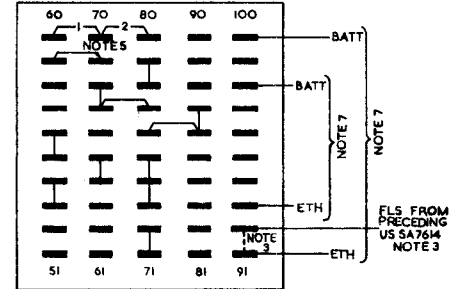 60 70 80 90 100
1 2
BATT
NOTE 5
BATT
NOTE 7
NOTE 7
ETH
FLS FROM
PRECEDING
US SA7614
NOTE 3
NOTE
3
ETH
51 61 71 81 91